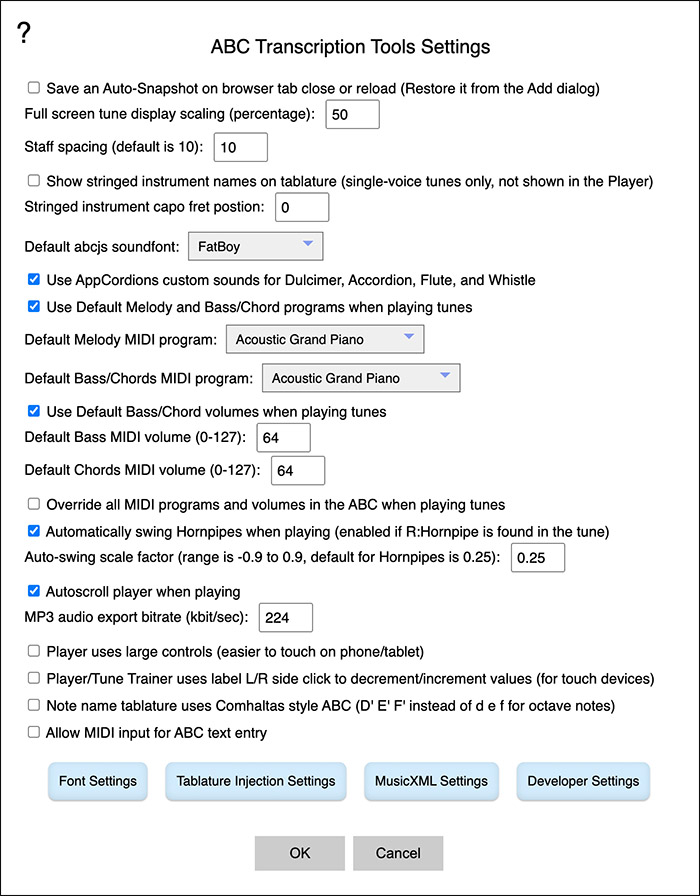 ?
ABC Transcription Tools Settings
Save an Auto-Snapshot on browser tab close or reload (Restore it from the Add dialog)
Full screen tune display scaling (percentage): 50
Staff spacing (default is 10): 10
Show stringed instrument names on tablature (single-voice tunes only, not shown in the Player)
Stringed instrument capo fret postion: 0
Default abcjs soundfont: FatBoy
Use AppCordions custom sounds for Dulcimer, Accordion, Flute, and Whistle
Use Default Melody and Bass/Chord programs when playing tunes
Default Melody MIDI program: Acoustic Grand Piano
Default Bass/Chords MIDI program: Acoustic Grand Piano
Use Default Bass/Chord volumes when playing tunes
Default Bass MIDI volume (0-127): 64
Default Chords MIDI volume (0-127): 64
Override all MIDI programs and volumes in the ABC when playing tunes
Automatically swing Hornpipes when playing (enabled if R:Hornpipe is found in the tune)
Auto-swing scale factor (range is -0.9 to 0.9, default for Hornpipes is 0.25): 0.25
Autoscroll player when playing
MP3 audio export bitrate (kbit/sec): 224
Player uses large controls (easier to touch on phone/tablet)
Player/Tune Trainer uses label L/R side click to decrement/increment values (for touch devices)
Note name tablature uses Comhaltas style ABC (D' E' F' instead of d e f for octave notes)
Allow MIDI input for ABC text entry
Font Settings Tablature Injection Settings MusicXML Settings Developer Settings
OK Cancel